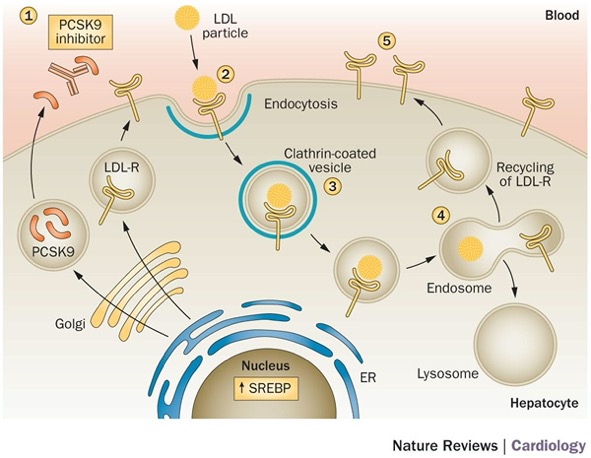 1
PCSK9
inhibitor
LDL
particle
Blood
2
5
Endocytosis
LDL-R
Clathrin-coated
vesicle
3
Recycling
of LDL-R
PCSK9
4
Endosome
Golgi
Nucleus
↑ SREBP
ER
Lysosome
Hepatocyte
Nature Reviews | Cardiology